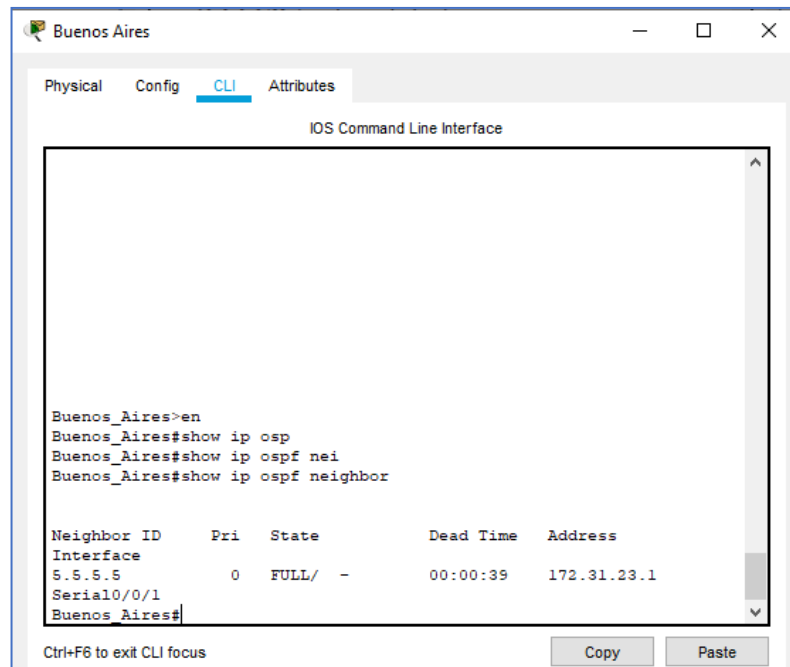 Buenos Aires
Physical Config CLI Attributes
IOS Command Line Interface
Buenos_Aires>en
Buenos_Aires#show ip osp
Buenos_Aires#show ip ospf nei
Buenos_Aires#show ip ospf neighbor
Neighbor ID     Pri   State           Dead Time   Address
Interface
5.5.5.5           0   FULL/  -        00:00:39    172.31.23.1
Serial0/0/1
Buenos_Aires#
Ctrl+F6 to exit CLI focus
Copy Paste